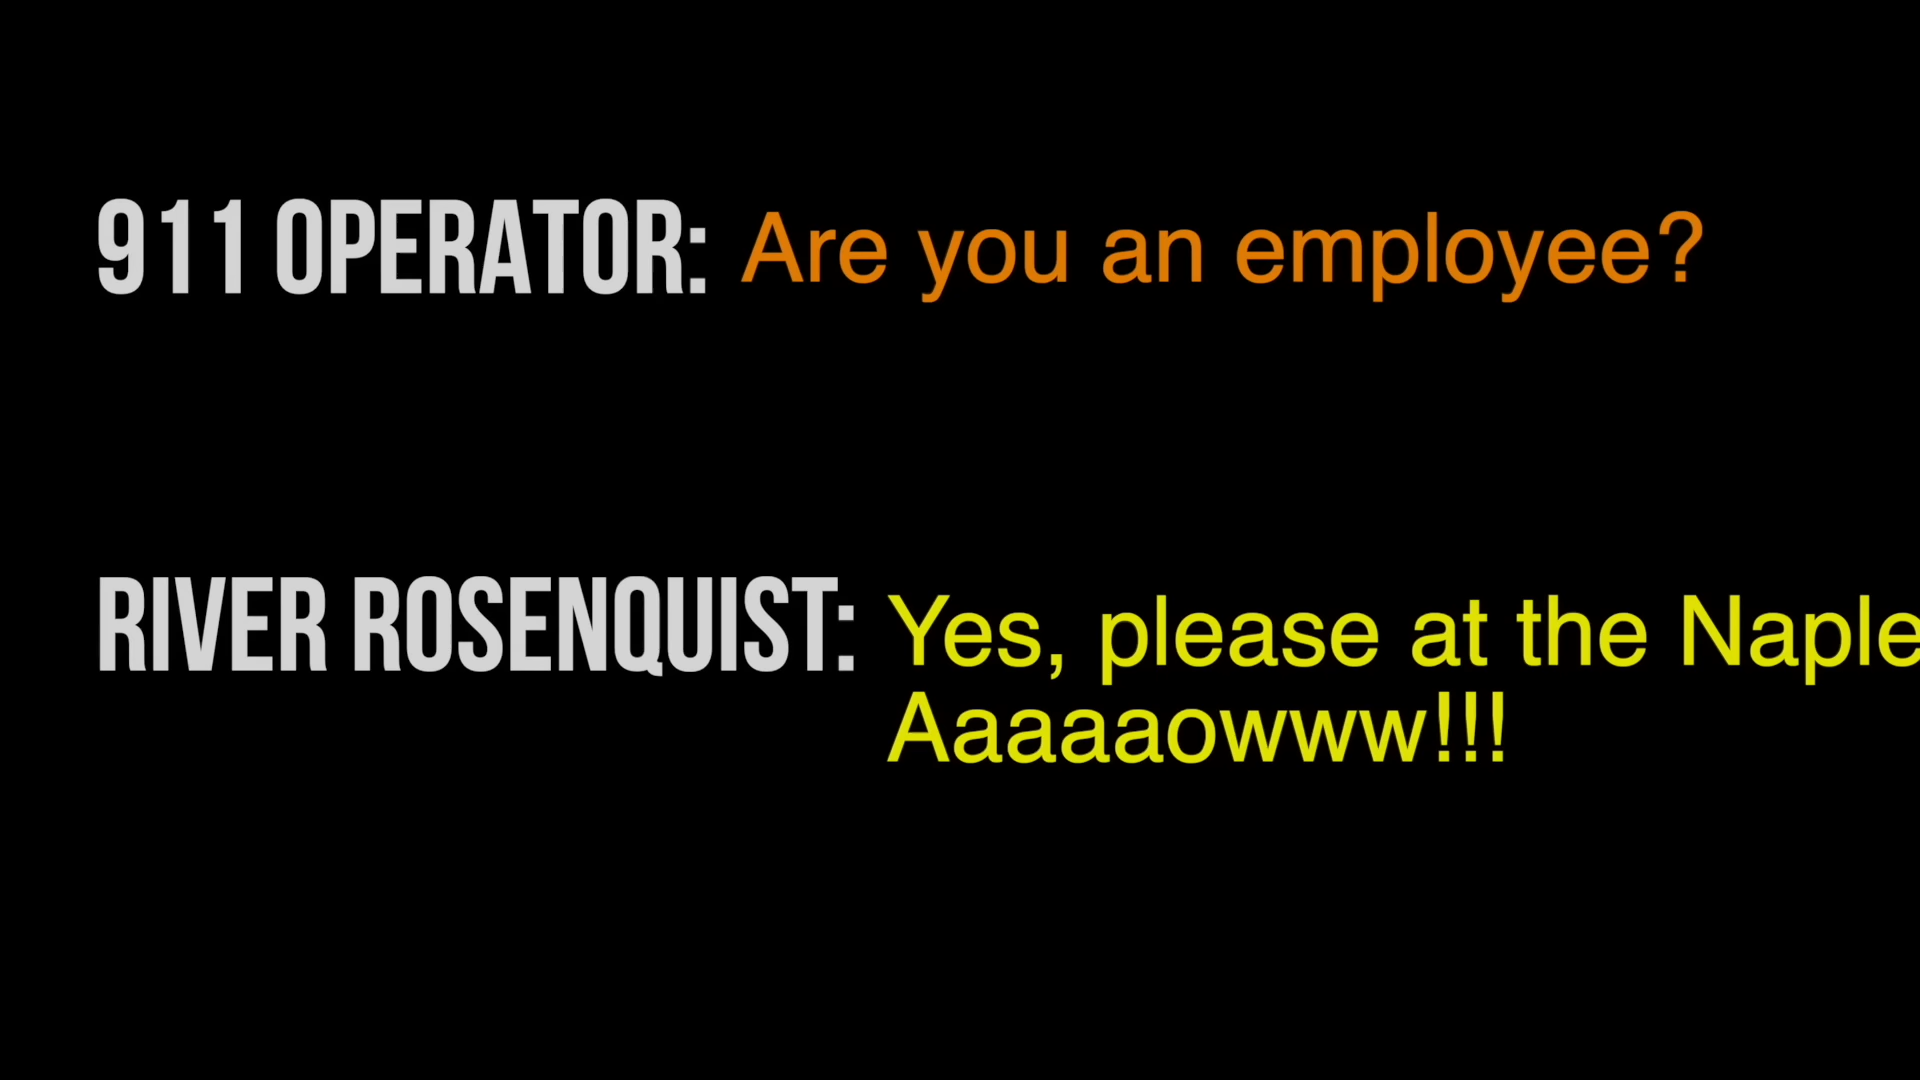 911 OPERATOR: Are you an employee?
RIVER ROSENQUIST: Yes, please at the Naple
Aaaaaowww!!!